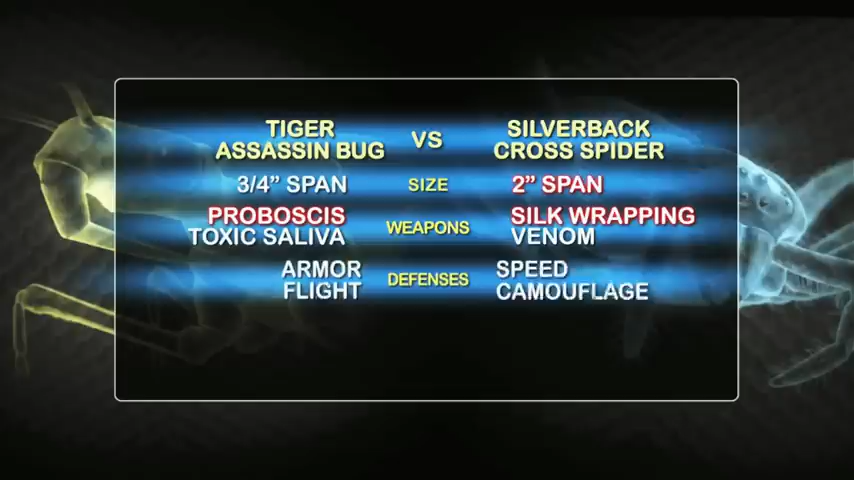 TIGER ASSASSIN BUG VS SILVERBACK CROSS SPIDER
3/4” SPAN SIZE 2” SPAN
PROBOSCIS TOXIC SALIVA WEAPONS SILK WRAPPING VENOM
ARMOR FLIGHT DEFENSES SPEED CAMOUFLAGE